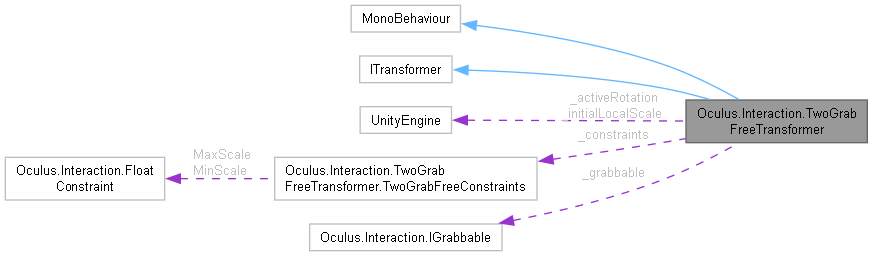 MonoBehaviour
ITransformer
UnityEngine
_activeRotation
initialLocalScale
Oculus.Interaction.TwoGrab
FreeTransformer
_constraints
MaxScale
MinScale
Oculus.Interaction.Float
Constraint
Oculus.Interaction.TwoGrab
FreeTransformer.TwoGrabFreeConstraints
_grabbable
Oculus.Interaction.IGrabbable